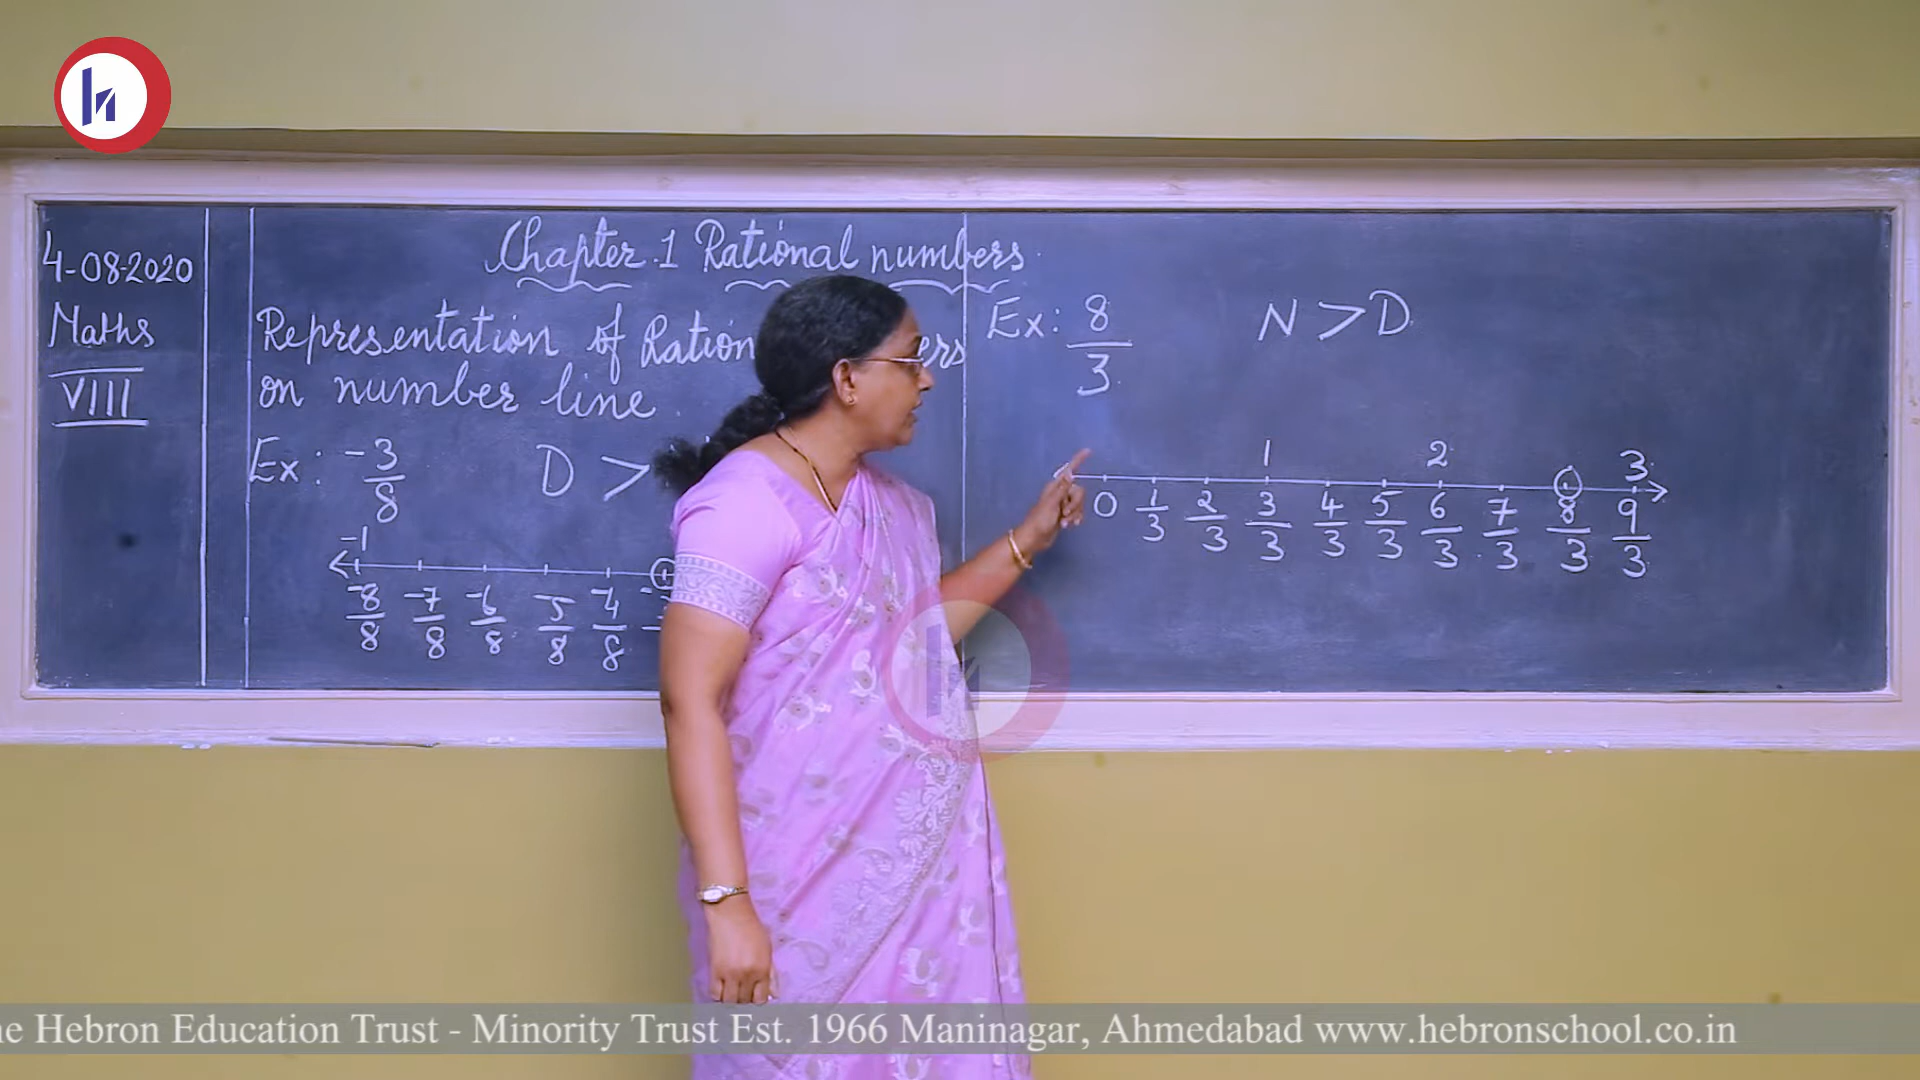 4-08-2020
Maths
VIII
Chapter.1 Rational numbers.
Representation of Ration ers
on number line.
Ex: -3/8 D >
-1
-8/8 -7/8 -6/8 -5/8 -4/8
Ex: 8/3 N > D.
1 2 3
0 1/3 2/3 3/3 4/3 5/3 6/3 7/3 8/3 9/3
he Hebron Education Trust - Minority Trust Est. 1966 Maninagar, Ahmedabad www.hebronschool.co.in